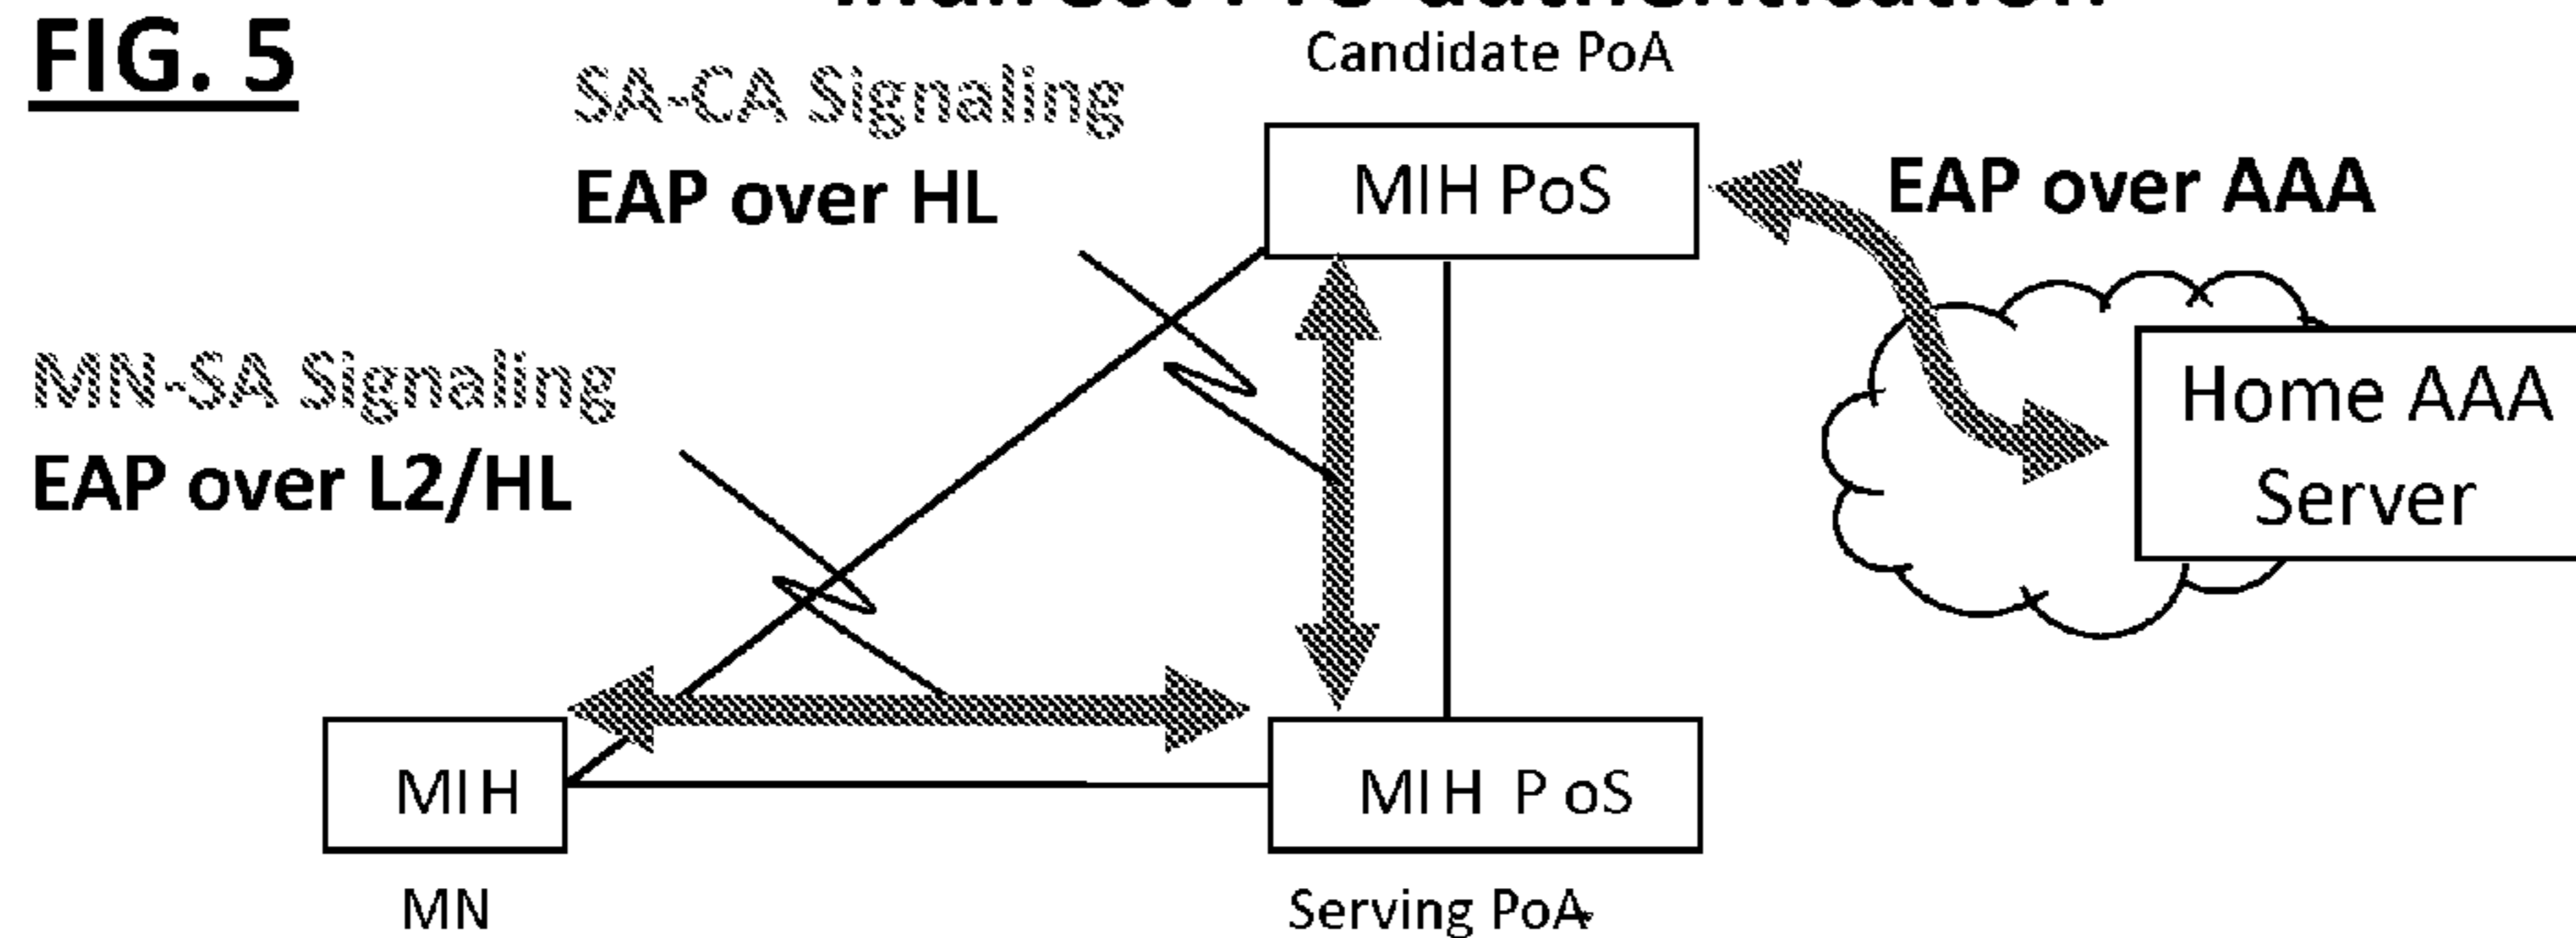 FIG. 5
Candidate PoA
SA-CA Signaling
EAP over HL
MIH PoS
EAP over AAA
Home AAA
Server
MN-SA Signaling
EAP over L2/HL
MIH
MIH PoS
MN
Serving PoA